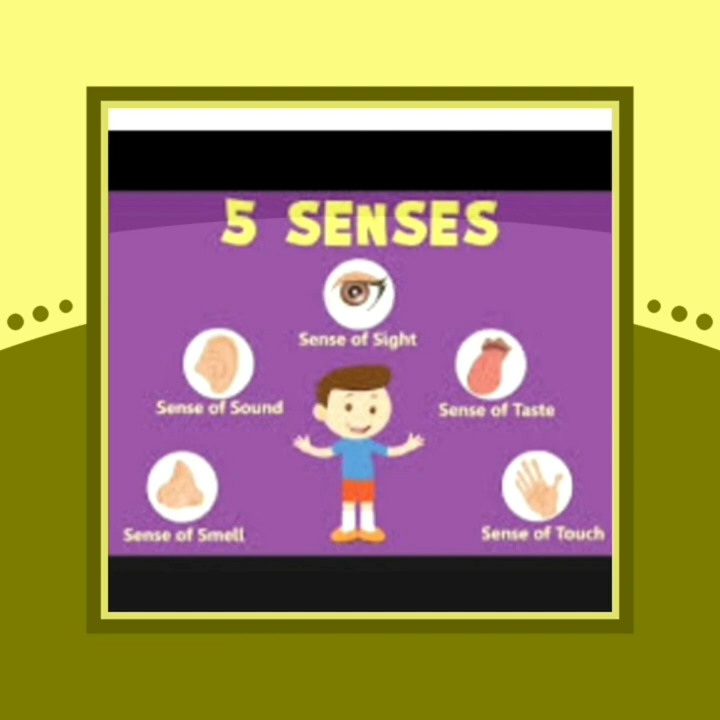 5 SENSES
Sense of Sight
Sense of Sound
Sense of Taste
Sense of Smell
Sense of Touch